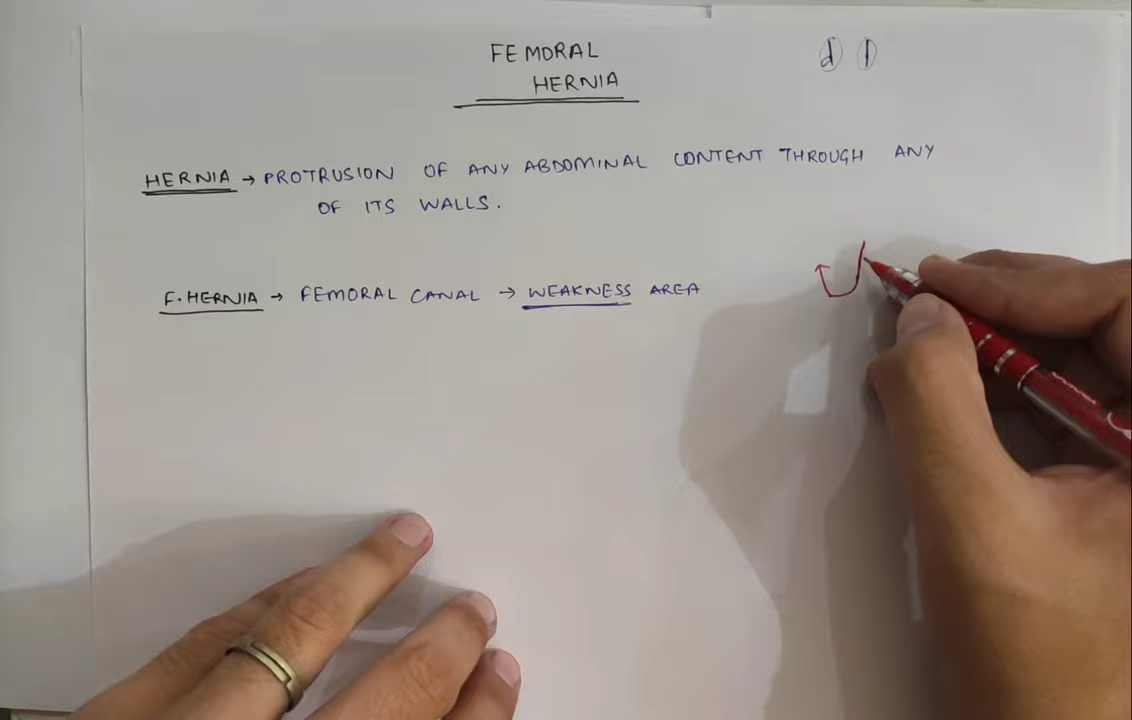 FEMORAL
HERNIA
HERNIA → PROTRUSION OF ANY ABDOMINAL CONTENT THROUGH ANY
OF ITS WALLS.
F. HERNIA → FEMORAL CANAL → WEAKNESS AREA